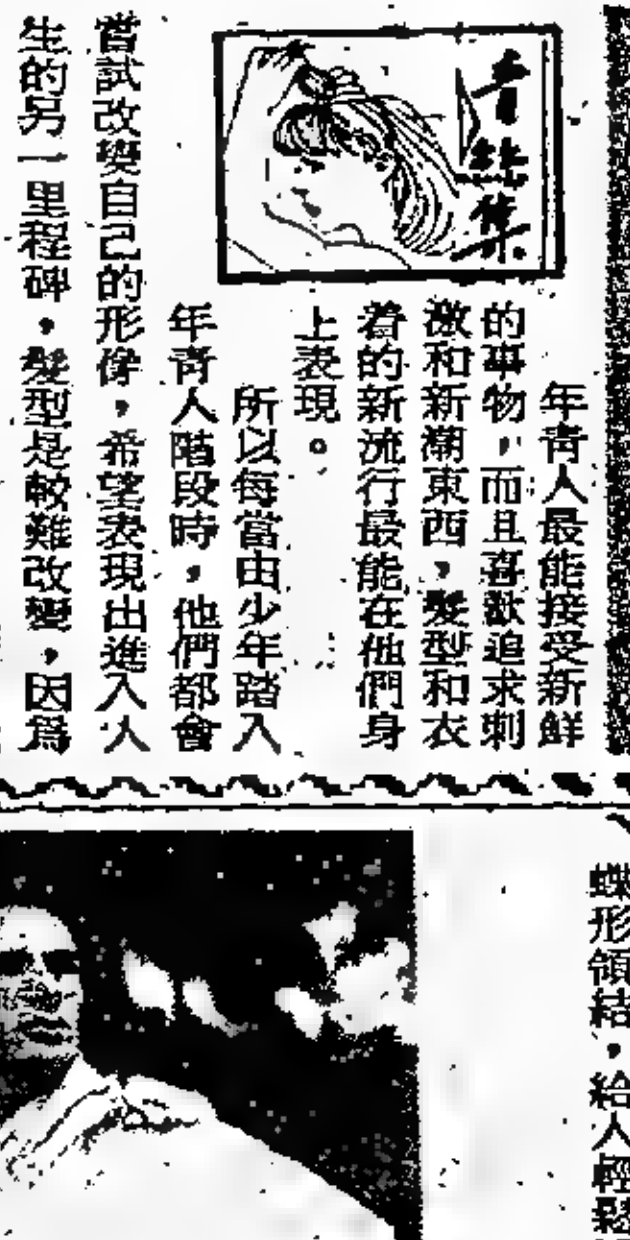 青絲集
年青人最能接受新鮮
的事物，而且喜歡追求刺
激和新潮東西，髮型和衣
着的新流行最能在他們身
上表現。
所以每當由少年踏入
年青人階段時，他們都會
嘗試改變自己的形像，希望表現出進入人
生的另一里程碑，髮型是較難改變，因爲
蝶形領結，給人輕鬆